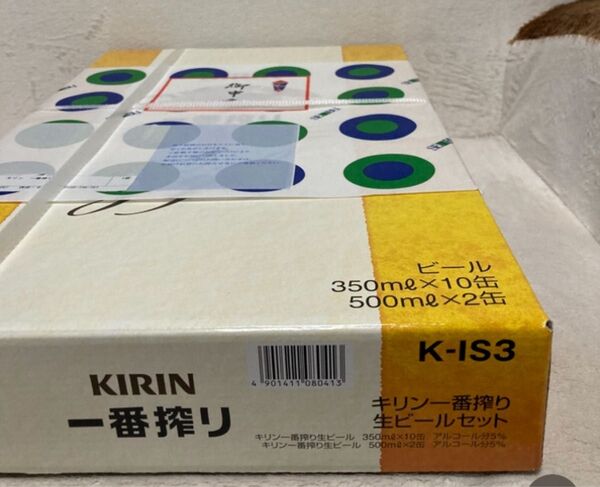 御中
ビール
350mℓ×10缶
500mℓ×2缶
K-IS3
4 901411 080413
KIRIN
一番搾り
キリン一番搾り
生ビールセット
キリン一番搾り生ビール 350mℓ×10缶 アルコール分5%
キリン一番搾り生ビール 500mℓ×2缶 アルコール分5%